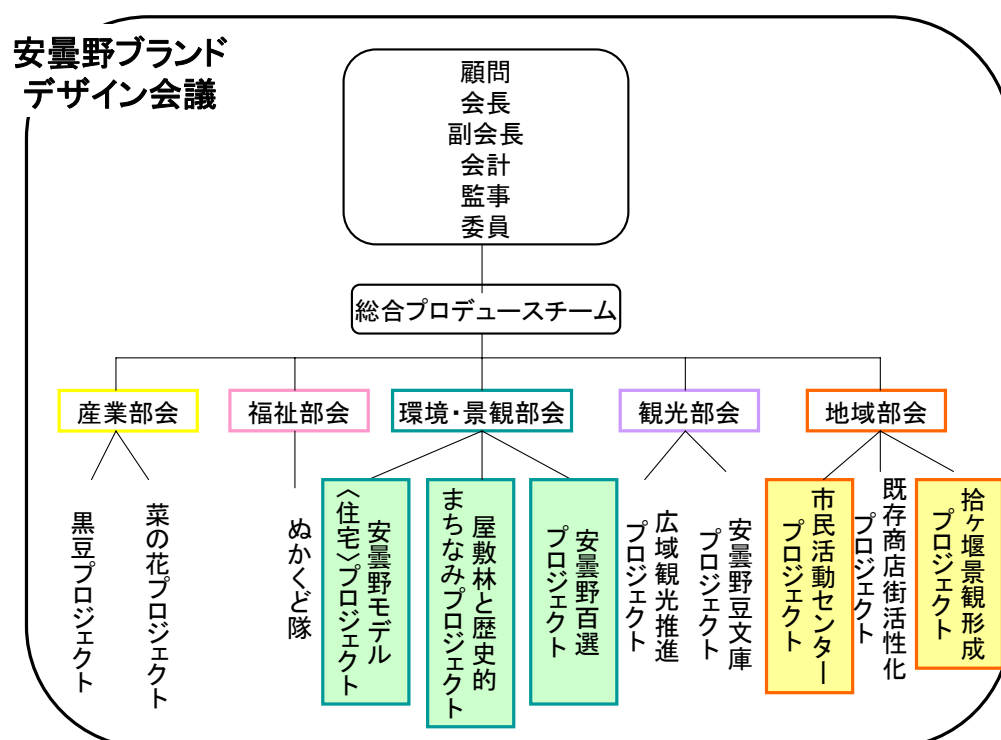 安曇野ブランド
デザイン会議
顧問
会長
副会長
会計
監事
委員
総合プロデュースチーム
産業部会
福祉部会
環境・景観部会
観光部会
地域部会
黒豆プロジェクト
菜の花プロジェクト
ぬかくど隊
安曇野モデル
〈住宅〉プロジェクト
屋敷林と歴史的
まちなみプロジェクト
安曇野百選
プロジェクト
広域観光推進
プロジェクト
安曇野豆文庫
プロジェクト
市民活動センター
プロジェクト
既存商店街活性化
プロジェクト
拾ヶ堰景観形成
プロジェクト